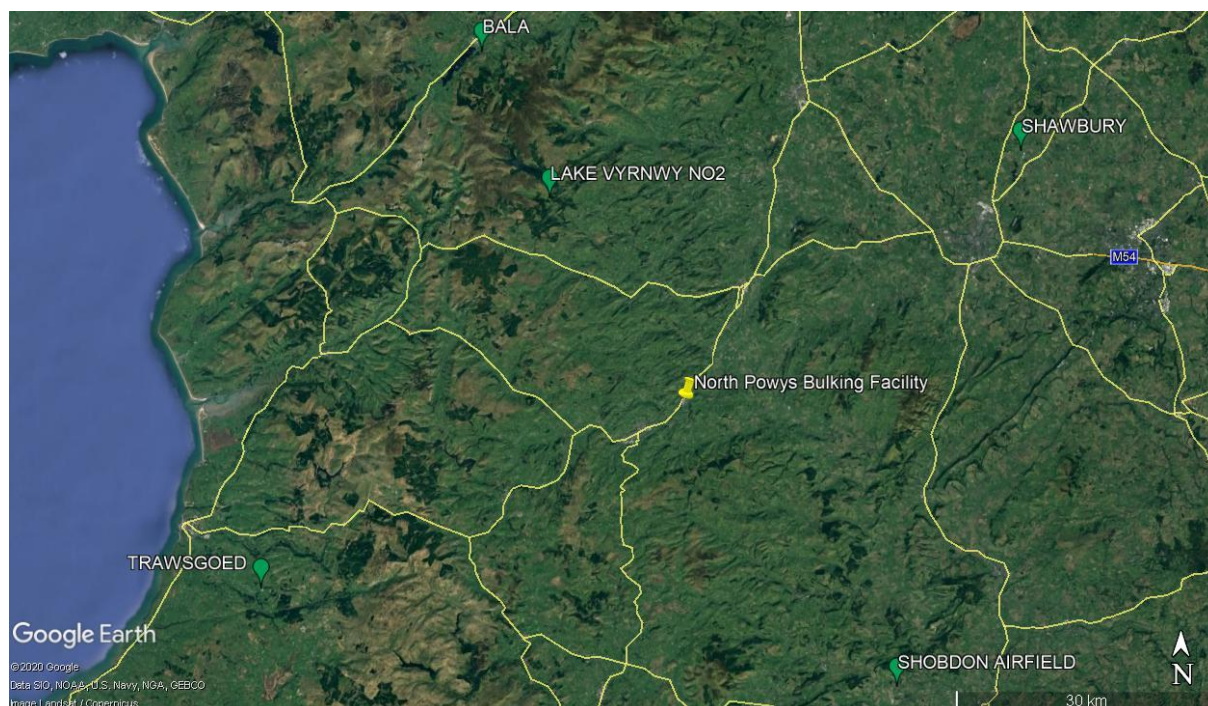 BALA
SHAWBURY
LAKE VYRNWY NO2
M54
North Powys Bulking Facility
TRAWSGOED
Google Earth
SHOBDON AIRFIELD
N
©2020 Google
Data SIO, NOAA, U.S. Navy, NGA, GEBCO
Image Landsat / Copernicus
30 km